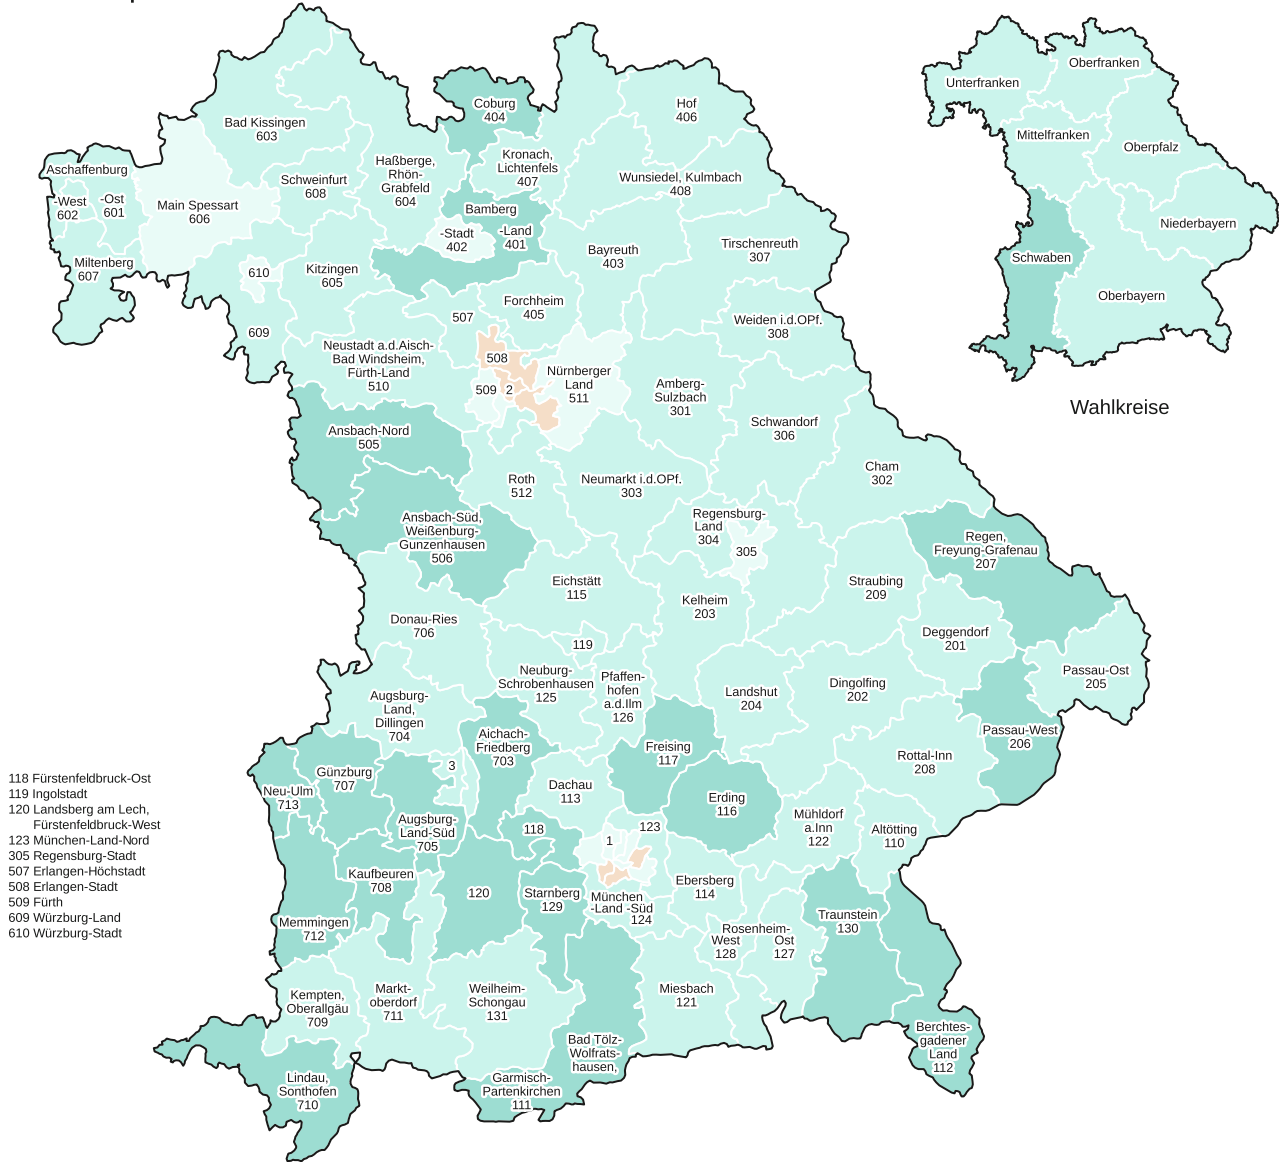 Coburg
404
Hof
406
Bad Kissingen
603
Kronach,
Lichtenfels
407
Haßberge,
Rhön-
Grabfeld
604
Wunsiedel, Kulmbach
408
Aschaffenburg
-West
602
-Ost
601
Schweinfurt
608
Main Spessart
606
Bamberg
-Stadt
402
-Land
401
Bayreuth
403
Tirschenreuth
307
Miltenberg
607
610
Kitzingen
605
Forchheim
405
507
Weiden i.d.OPf.
308
609
Neustadt a.d.Aisch-
Bad Windsheim,
Fürth-Land
510
508
509
2
Nürnberger
Land
511
Amberg-
Sulzbach
301
Schwandorf
306
Ansbach-Nord
505
Cham
302
Roth
512
Neumarkt i.d.OPf.
303
Regensburg-
Land
304
305
Ansbach-Süd,
Weißenburg-
Gunzenhausen
506
Regen,
Freyung-Grafenau
207
Eichstätt
115
Straubing
209
Kelheim
203
Donau-Ries
706
Deggendorf
201
119
Neuburg-
Schrobenhausen
125
Pfaffen-
hofen
a.d.Ilm
126
Passau-Ost
205
Landshut
204
Dingolfing
202
Augsburg-
Land,
Dillingen
704
Aichach-
Friedberg
703
Freising
117
Passau-West
206
Rottal-Inn
208
3
Günzburg
707
Neu-Ulm
713
Dachau
113
Erding
116
Augsburg-
Land-Süd
705
118
1
123
Mühldorf
a.Inn
122
Altötting
110
Kaufbeuren
708
120
Starnberg
129
Ebersberg
114
München
-Land -Süd
124
Memmingen
712
Traunstein
130
Rosenheim-
West
128
Ost
127
Kempten,
Oberallgäu
709
Markt-
oberdorf
711
Weilheim-
Schongau
131
Miesbach
121
Bad Tölz-
Wolfrats-
hausen,
Garmisch-
Partenkirchen
111
Berchtes-
gadener
Land
112
Lindau,
Sonthofen
710
118 Fürstenfeldbruck-Ost
119 Ingolstadt
120 Landsberg am Lech,
Fürstenfeldbruck-West
123 München-Land-Nord
305 Regensburg-Stadt
507 Erlangen-Höchstadt
508 Erlangen-Stadt
509 Fürth
609 Würzburg-Land
610 Würzburg-Stadt
Oberfranken
Unterfranken
Mittelfranken
Oberpfalz
Niederbayern
Schwaben
Oberbayern
Wahlkreise